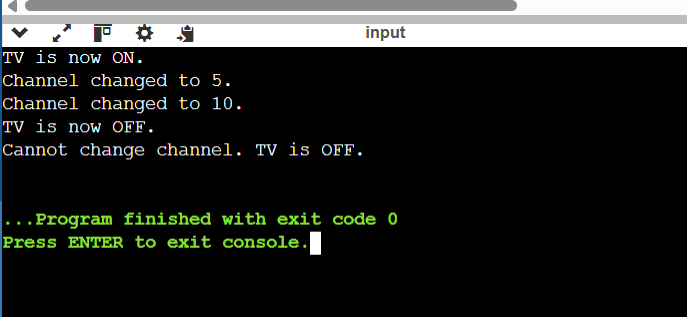 input
TV is now ON.
Channel changed to 5.
Channel changed to 10.
TV is now OFF.
Cannot change channel. TV is OFF.
...Program finished with exit code 0
Press ENTER to exit console.